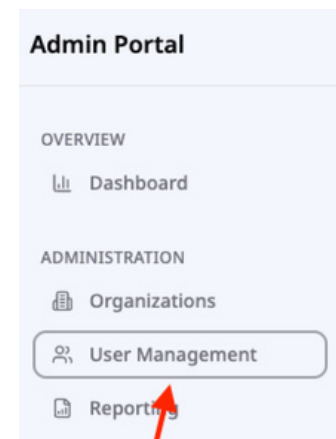 Admin Portal
OVERVIEW
Dashboard
ADMINISTRATION
Organizations
User Management
Reporting